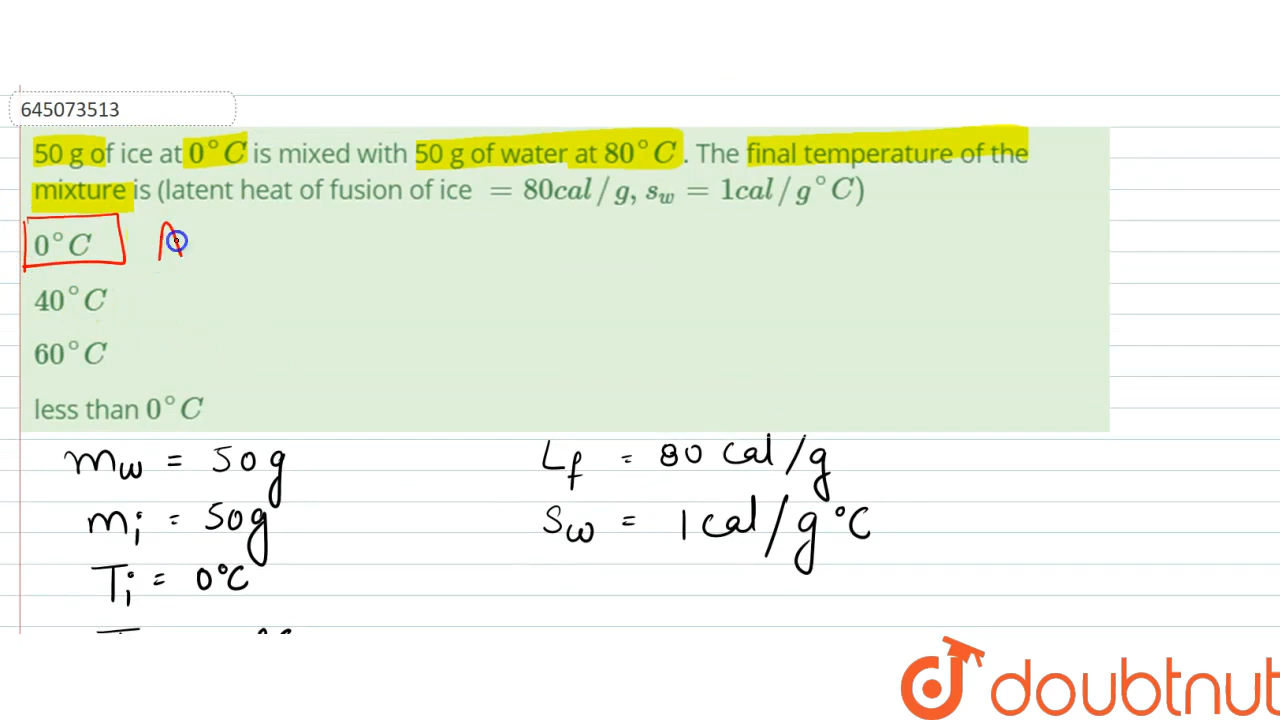 645073513
50 g of ice at 0°C is mixed with 50 g of water at 80°C. The final temperature of the
mixture is (latent heat of fusion of ice = 80cal/g, s_w = 1cal/g°C)
0°C A
40°C
60°C
less than 0°C
m_w = 50g L_f = 80 cal/g
m_i = 50g S_w = 1 cal/g°C
T_i = 0°C
doubtnut